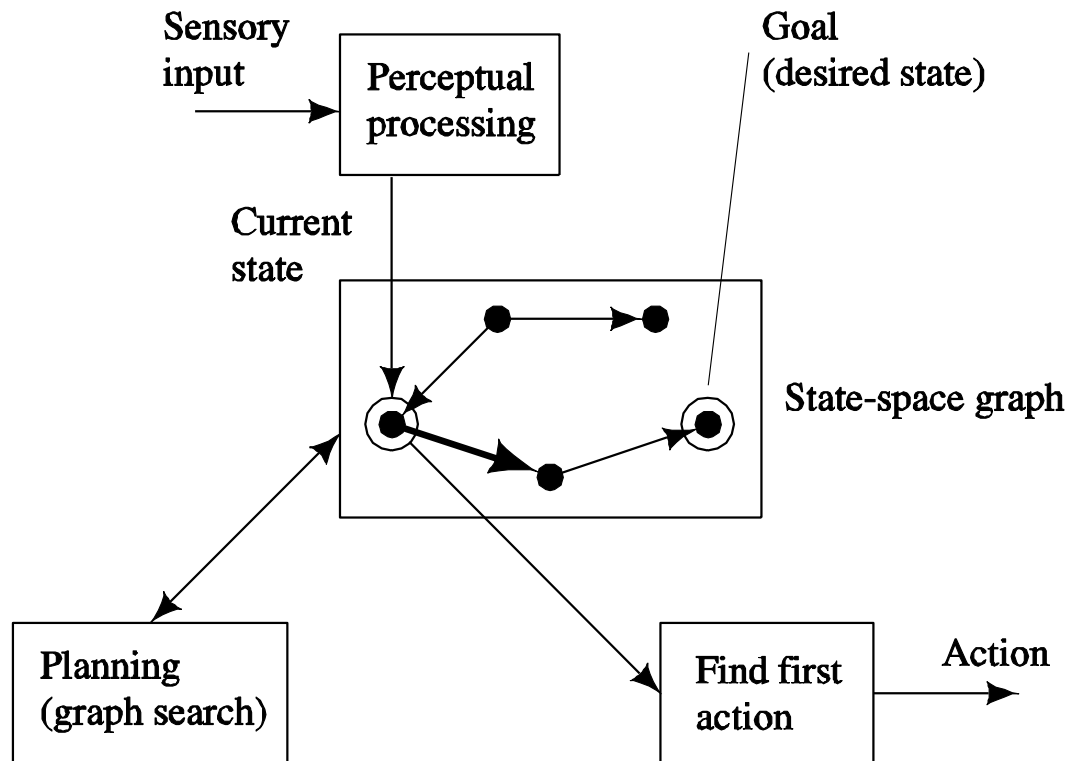 Sensory
input
Perceptual
processing
Goal
(desired state)
Current
state
State-space graph
Planning
(graph search)
Find first
action
Action